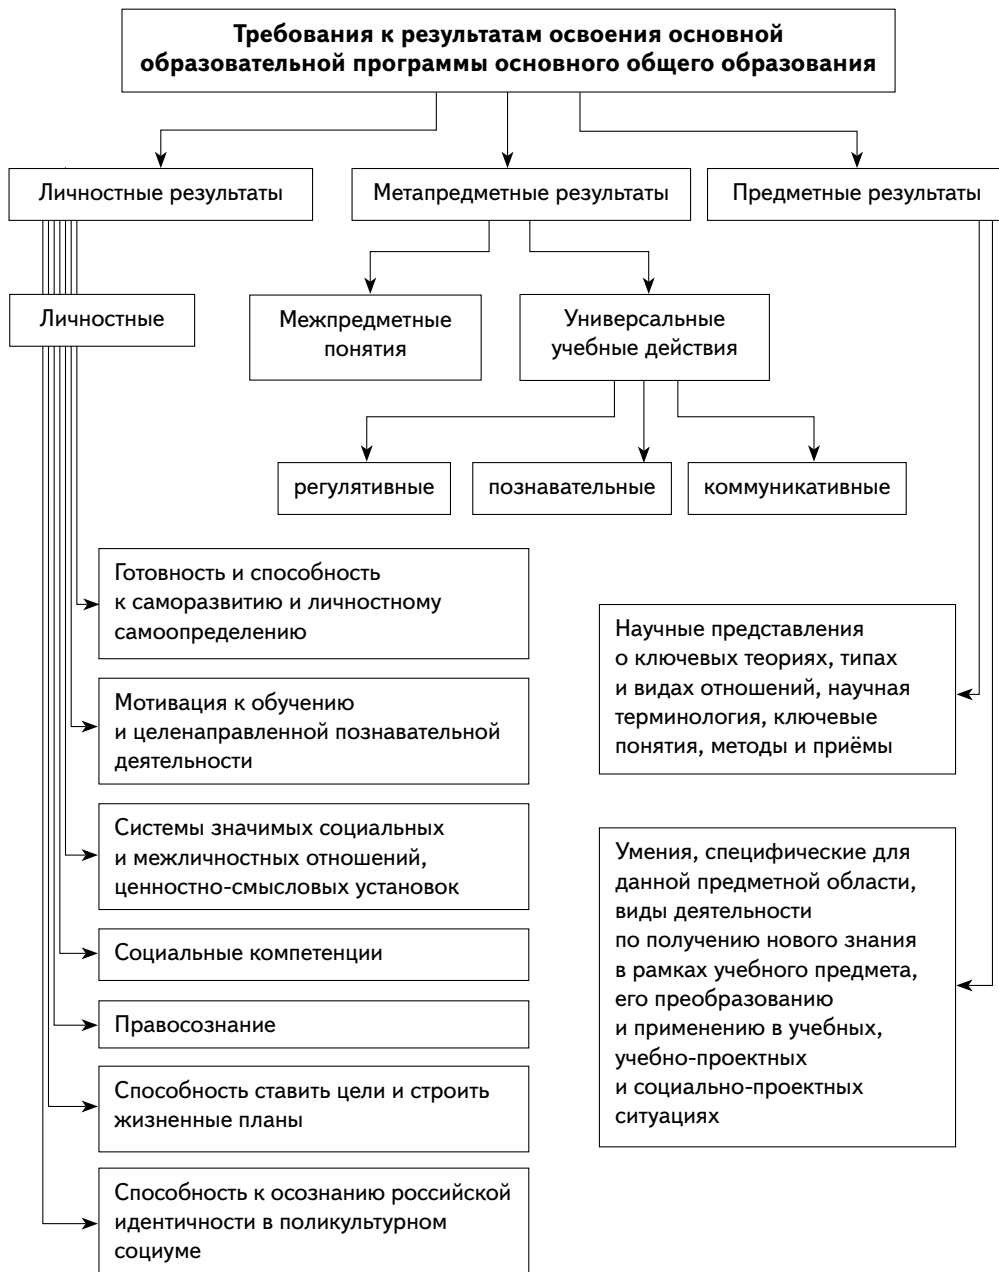 Требования к результатам освоения основной
образовательной программы основного общего образования
Личностные результаты
Метапредметные результаты
Предметные результаты
Личностные
Межпредметные
понятия
Универсальные
учебные действия
регулятивные
познавательные
коммуникативные
Готовность и способность
к саморазвитию и личностному
самоопределению
Мотивация к обучению
и целенаправленной познавательной
деятельности
Системы значимых социальных
и межличностных отношений,
ценностно-смысловых установок
Социальные компетенции
Правосознание
Способность ставить цели и строить
жизненные планы
Способность к осознанию российской
идентичности в поликультурном
социуме
Научные представления
о ключевых теориях, типах
и видах отношений, научная
терминология, ключевые
понятия, методы и приёмы
Умения, специфические для
данной предметной области,
виды деятельности
по получению нового знания
в рамках учебного предмета,
его преобразованию
и применению в учебных,
учебно-проектных
и социально-проектных
ситуациях